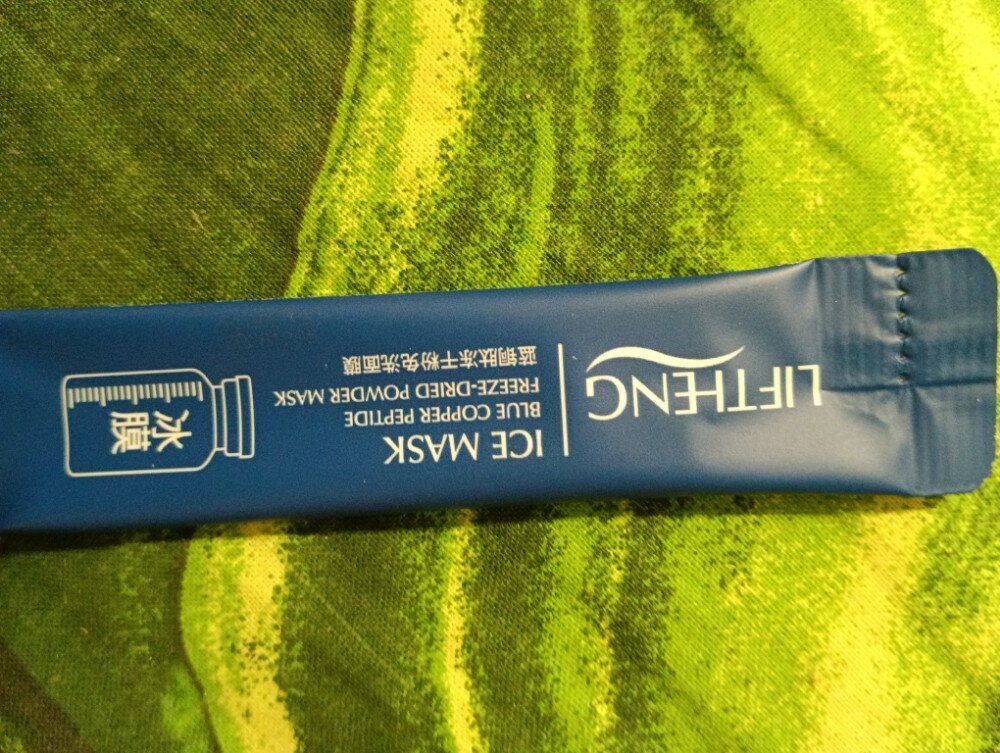 LIFTHENG
ICE MASK
BLUE COPPER PEPTIDE
FREEZE-DRIED POWDER MASK
蓝铜肽冻干粉免洗面膜
冰
膜